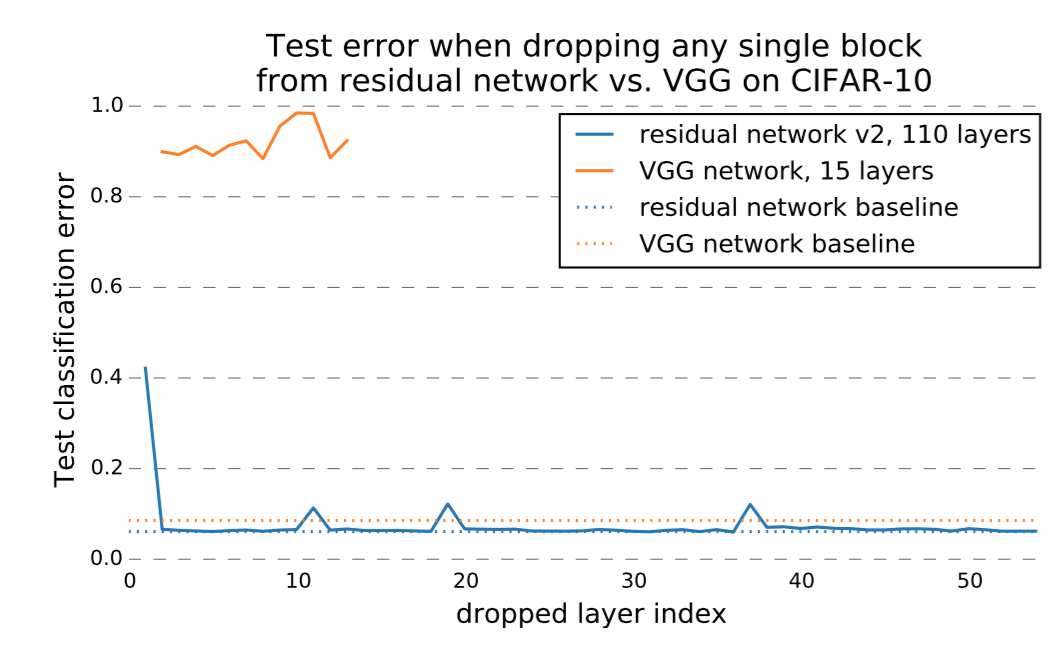 Test error when dropping any single block
from residual network vs. VGG on CIFAR-10
1.0
0.8
0.6
0.4
0.2
0.0
Test classification error
residual network v2, 110 layers
VGG network, 15 layers
residual network baseline
VGG network baseline
0 10 20 30 40 50
dropped layer index